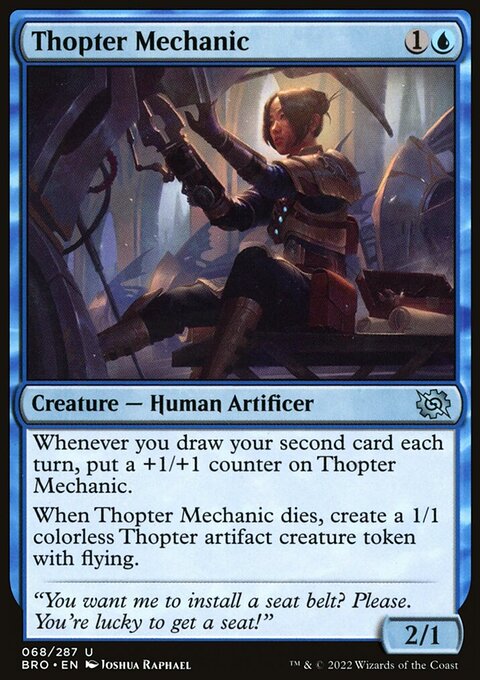 Thopter Mechanic 1
Creature — Human Artificer
Whenever you draw your second card each
turn, put a +1/+1 counter on Thopter
Mechanic.
When Thopter Mechanic dies, create a 1/1
colorless Thopter artifact creature token
with flying.
“You want me to install a seat belt? Please.
You’re lucky to get a seat!”
2/1
068/287 U
BRO • EN Joshua Raphael ™ & © 2022 Wizards of the Coast